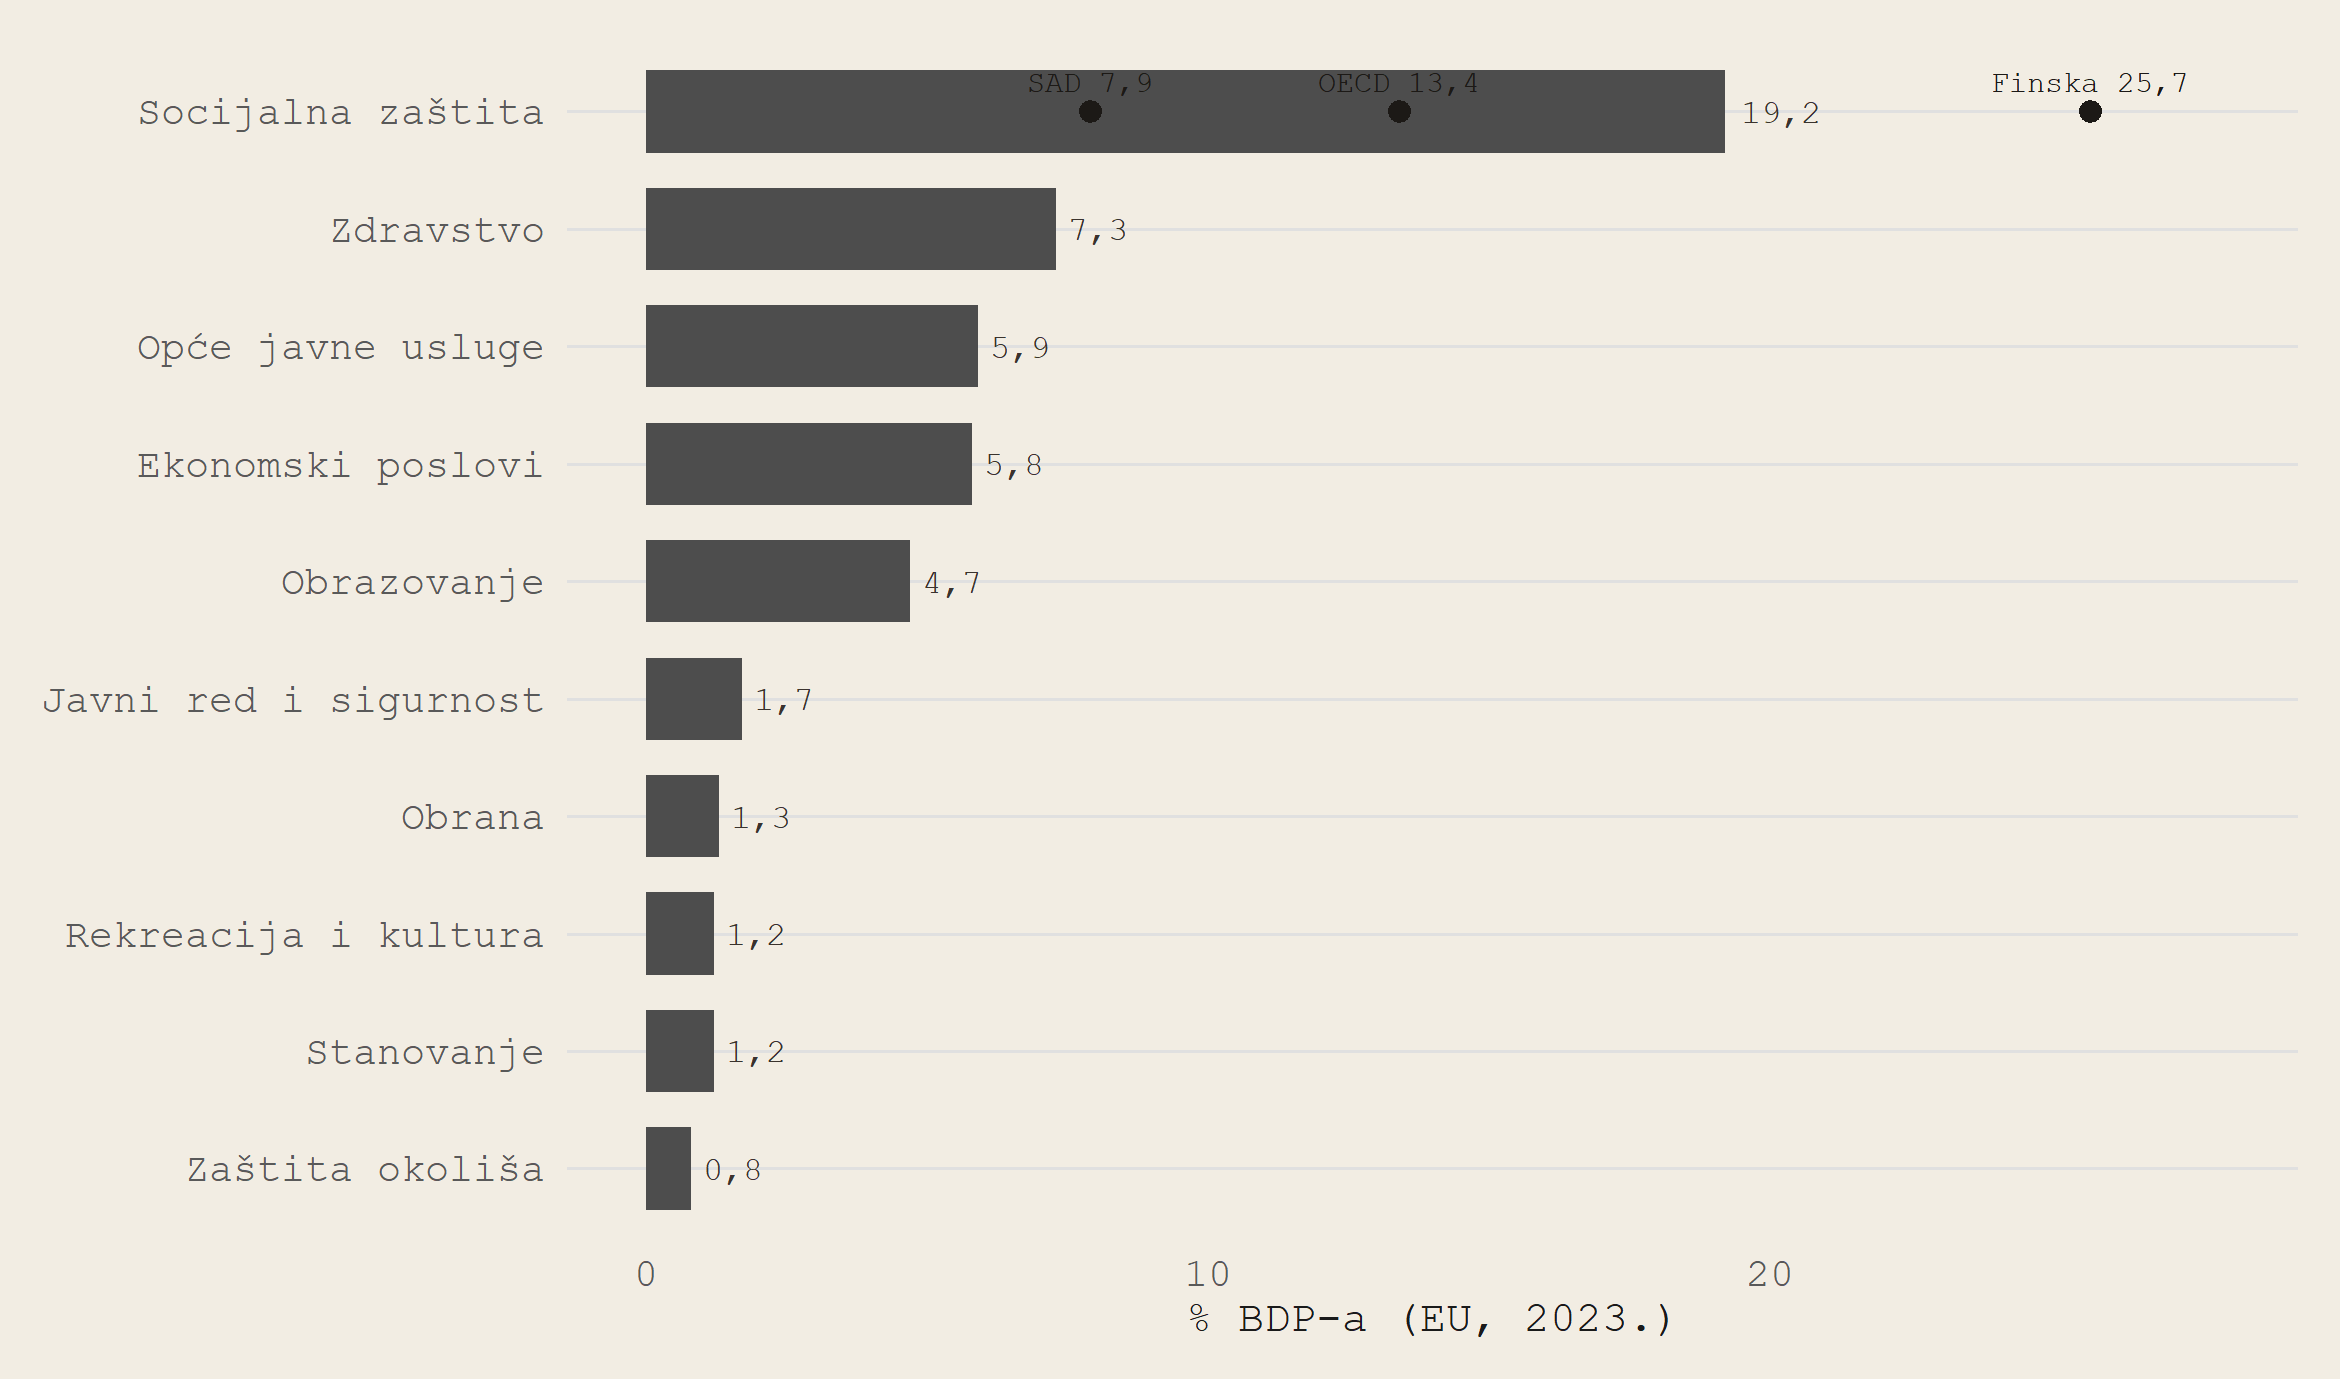 SAD 7,9 OECD 13,4 Finska 25,7
Socijalna zaštita 19,2
Zdravstvo 7,3
Opće javne usluge 5,9
Ekonomski poslovi 5,8
Obrazovanje 4,7
Javni red i sigurnost 1,7
Obrana 1,3
Rekreacija i kultura 1,2
Stanovanje 1,2
Zaštita okoliša 0,8
0 10 20
% BDP-a (EU, 2023.)